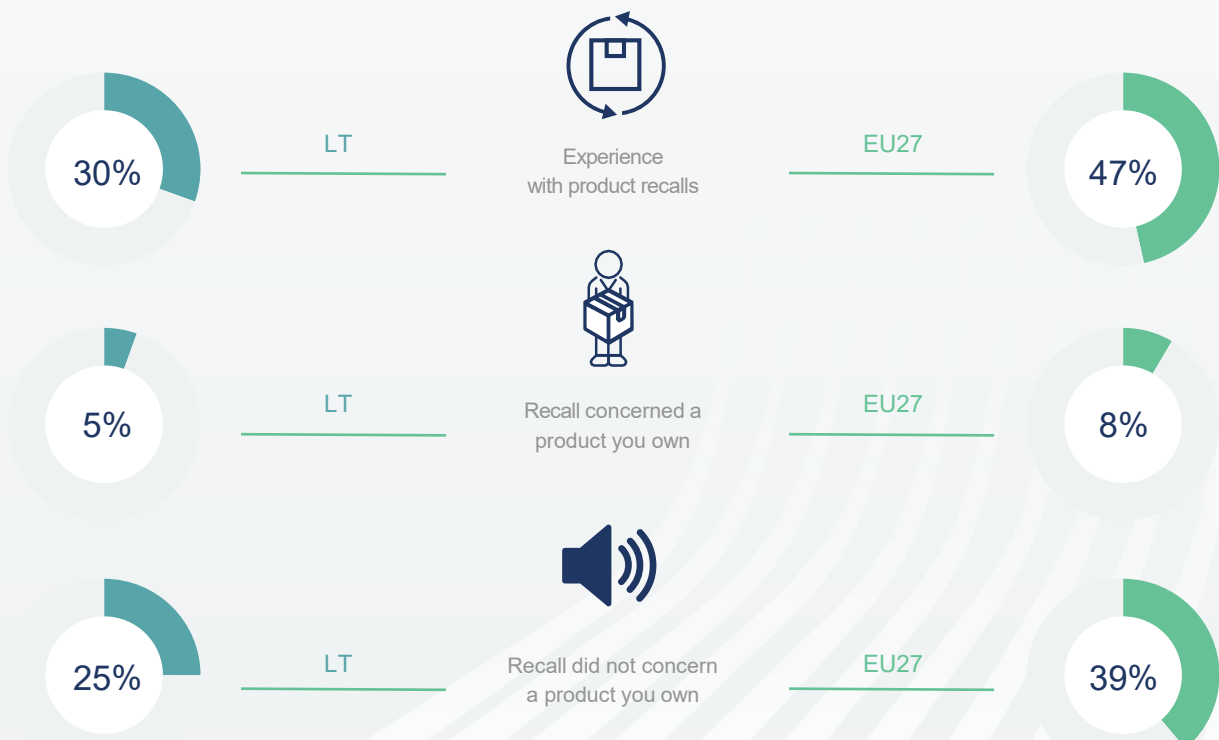 30%
LT
Experience
with product recalls
EU27
47%
5%
LT
Recall concerned a
product you own
EU27
8%
25%
LT
Recall did not concern
a product you own
EU27
39%